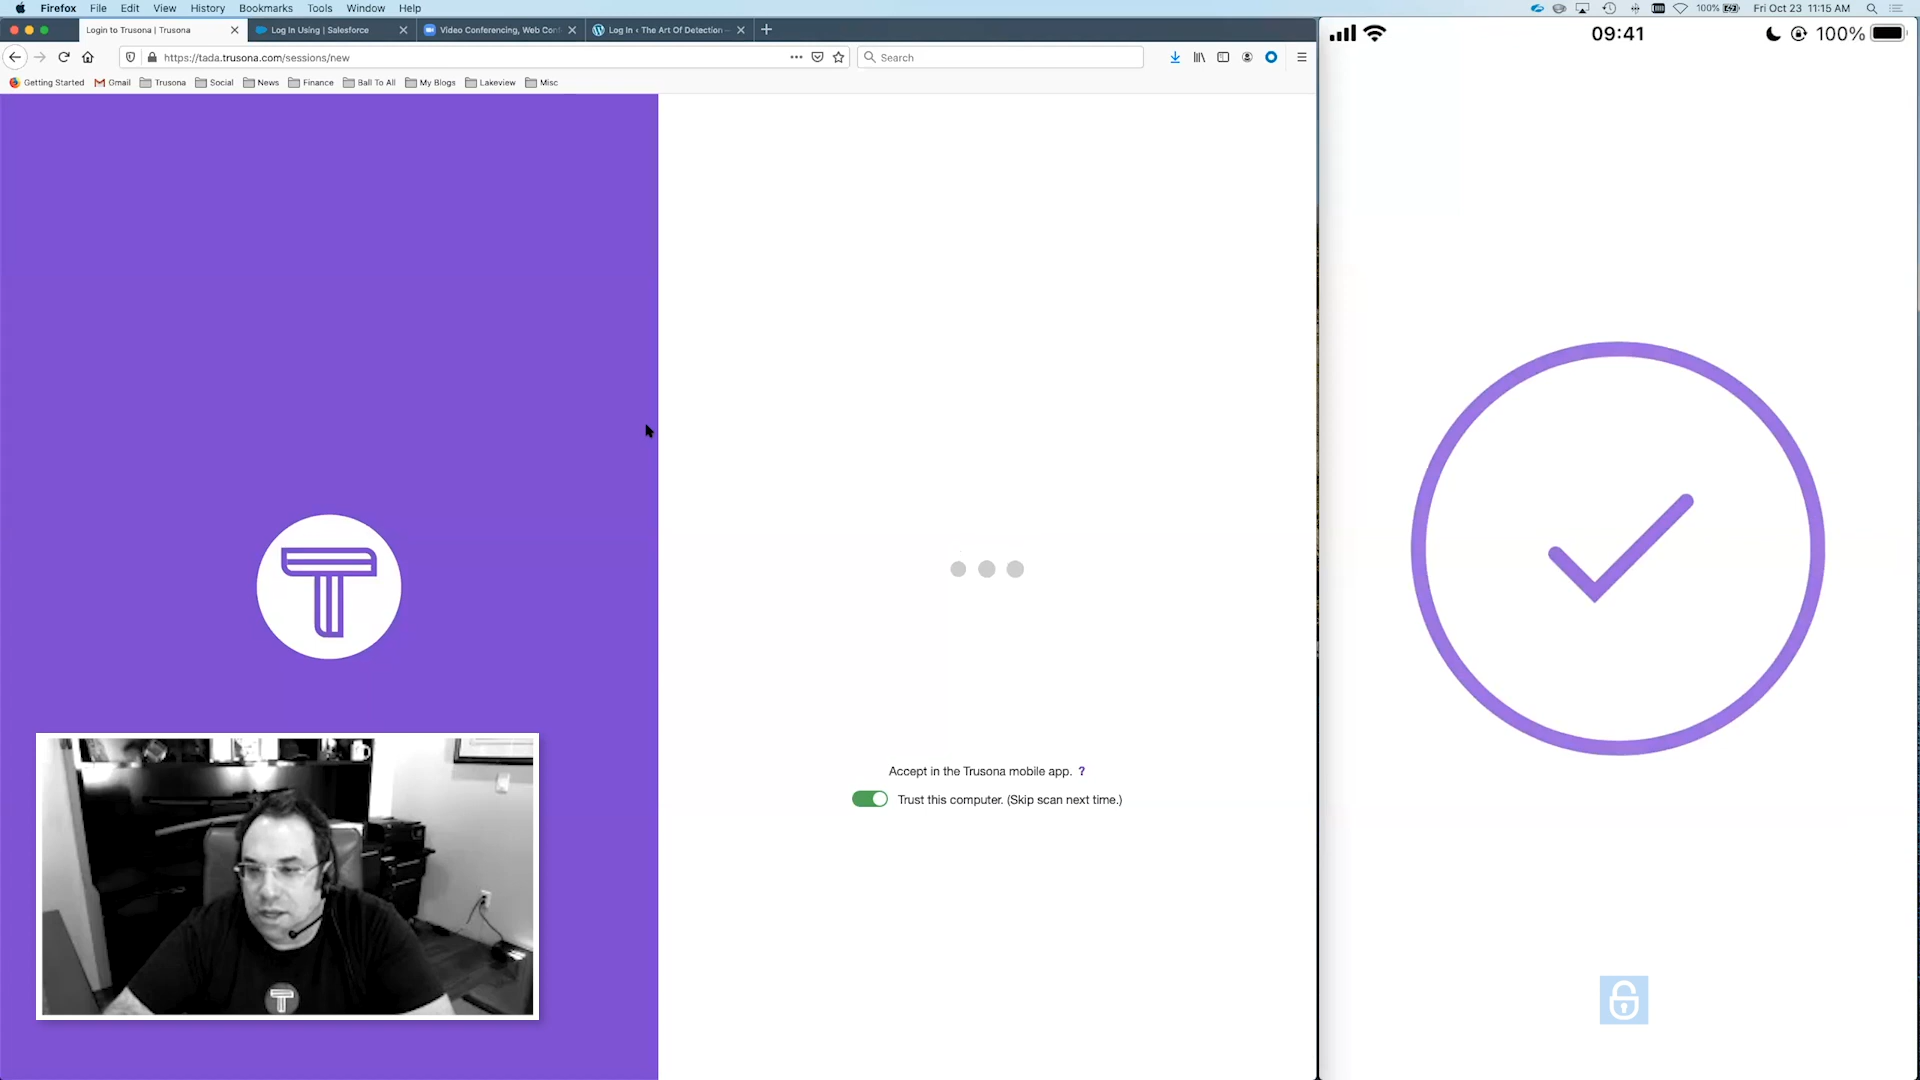 Firefox File Edit View History Bookmarks Tools Window Help 100% Fri Oct 23 11:15 AM
Login to Trusona | Trusona Log In Using | Salesforce Video Conferencing, Web Con Log In ‹ The Art Of Detection —
https://tada.trusona.com/sessions/new Search
Getting Started Gmail Trusona Social News Finance Ball To All My Blogs Lakeview Misc
09:41 100%
T
Accept in the Trusona mobile app. ?
Trust this computer. (Skip scan next time.)
T